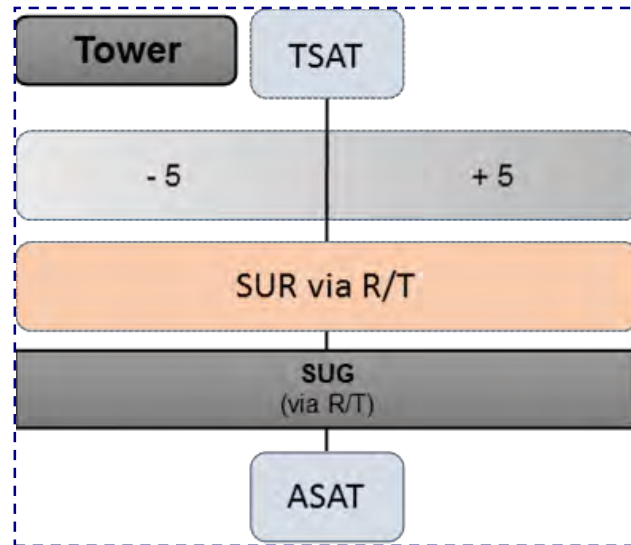 Tower
TSAT
- 5
+ 5
SUR via R/T
SUG
(via R/T)
ASAT